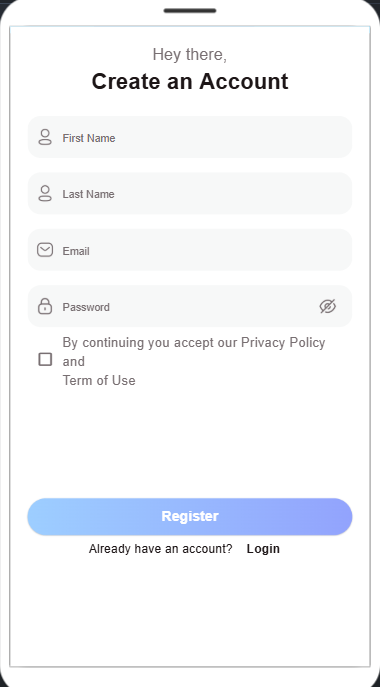 Hey there,
Create an Account
First Name
Last Name
Email
Password
By continuing you accept our Privacy Policy
and
Term of Use
Register
Already have an account? Login